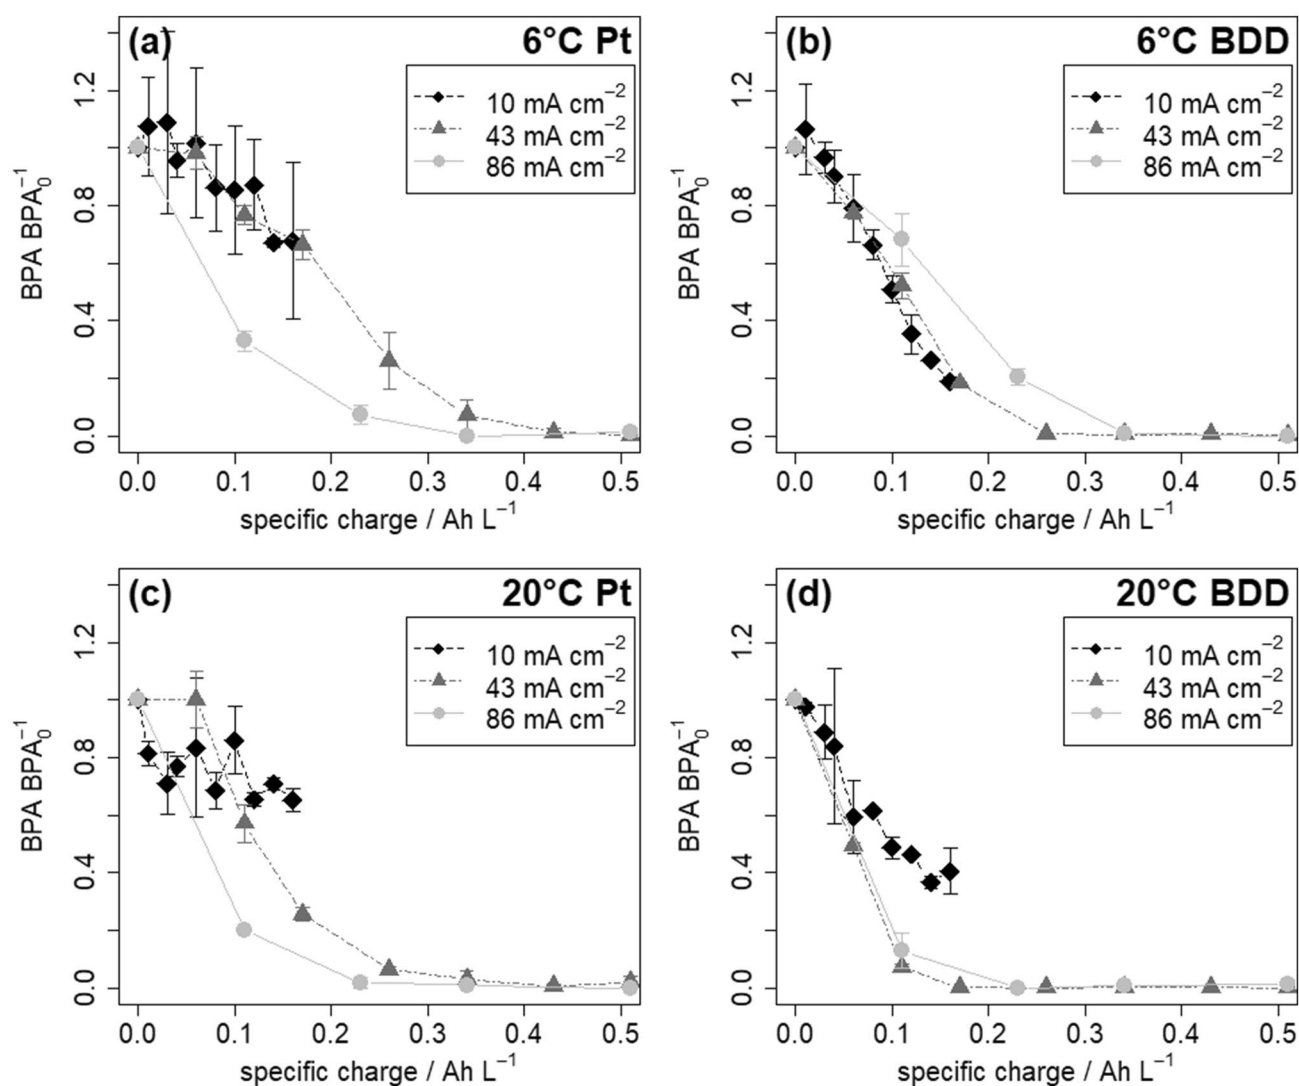 (a) 6°C Pt
10 mA cm⁻²
43 mA cm⁻²
86 mA cm⁻²
BPA BPA₀⁻¹
0.0 0.4 0.8 1.2
0.0 0.1 0.2 0.3 0.4 0.5
specific charge / Ah L⁻¹
(b) 6°C BDD
10 mA cm⁻²
43 mA cm⁻²
86 mA cm⁻²
BPA BPA₀⁻¹
0.0 0.4 0.8 1.2
0.0 0.1 0.2 0.3 0.4 0.5
specific charge / Ah L⁻¹
(c) 20°C Pt
10 mA cm⁻²
43 mA cm⁻²
86 mA cm⁻²
BPA BPA₀⁻¹
0.0 0.4 0.8 1.2
0.0 0.1 0.2 0.3 0.4 0.5
specific charge / Ah L⁻¹
(d) 20°C BDD
10 mA cm⁻²
43 mA cm⁻²
86 mA cm⁻²
BPA BPA₀⁻¹
0.0 0.4 0.8 1.2
0.0 0.1 0.2 0.3 0.4 0.5
specific charge / Ah L⁻¹